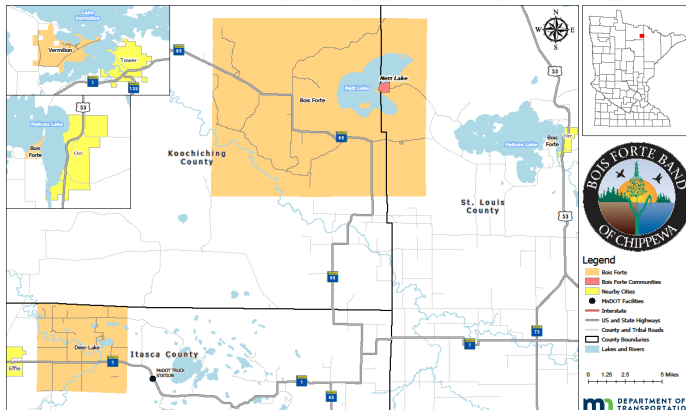 Lake
Vermilion
Vermilion
Tower
1
135
65
53
Pelican Lake
Bois
Forte
Orr
N
W
E
S
53
Nett Lake
Nett Lake
Bois Forte
65
Pelican Lake
Bois
Forte
Orr
Koochiching
County
St. Louis
County
53
65
Deer Lake
Effie
1
Itasca County
MnDOT TRUCK
STATION
1
65
1
73
BOIS FORTE BAND
OF CHIPPEWA
Legend
Bois Forte
Bois Forte Communities
Nearby Cities
MnDOT Facilities
Interstate
US and State Highways
County and Tribal Roads
County Boundaries
Lakes and Rivers
0 1.25 2.5 5 Miles
DEPARTMENT OF
TRANSPORTATION